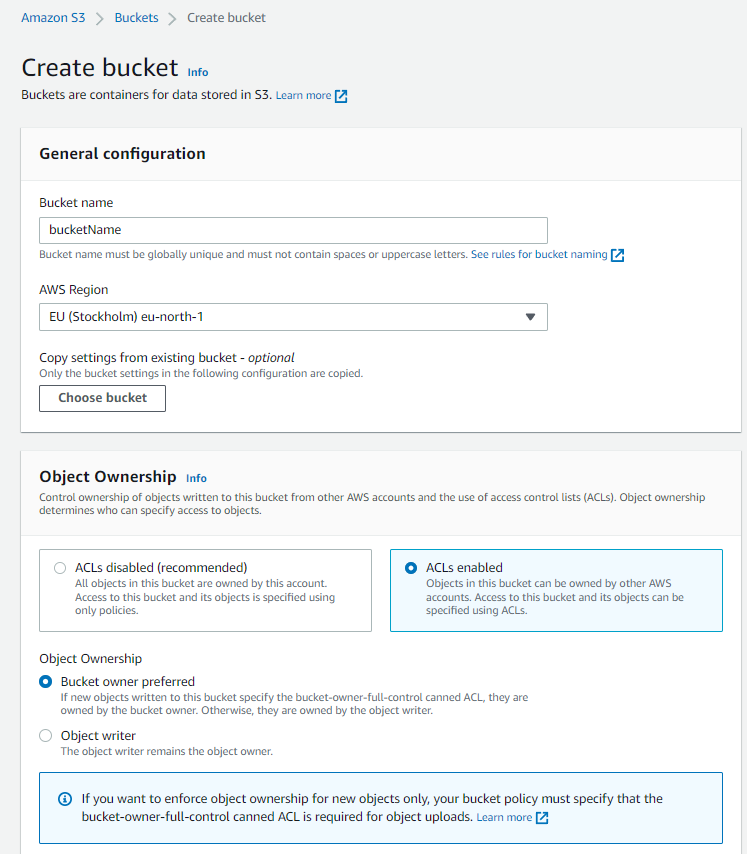 Amazon S3 > Buckets > Create bucket
Create bucket Info
Buckets are containers for data stored in S3. Learn more
General configuration
Bucket name
bucketName
Bucket name must be globally unique and must not contain spaces or uppercase letters. See rules for bucket naming
AWS Region
EU (Stockholm) eu-north-1
Copy settings from existing bucket - optional
Only the bucket settings in the following configuration are copied.
Choose bucket
Object Ownership Info
Control ownership of objects written to this bucket from other AWS accounts and the use of access control lists (ACLs). Object ownership
determines who can specify access to objects.
ACLs disabled (recommended)
All objects in this bucket are owned by this account.
Access to this bucket and its objects is specified using
only policies.
ACLs enabled
Objects in this bucket can be owned by other AWS
accounts. Access to this bucket and its objects can be
specified using ACLs.
Object Ownership
Bucket owner preferred
If new objects written to this bucket specify the bucket-owner-full-control canned ACL, they are
owned by the bucket owner. Otherwise, they are owned by the object writer.
Object writer
The object writer remains the object owner.
If you want to enforce object ownership for new objects only, your bucket policy must specify that the
bucket-owner-full-control canned ACL is required for object uploads. Learn more